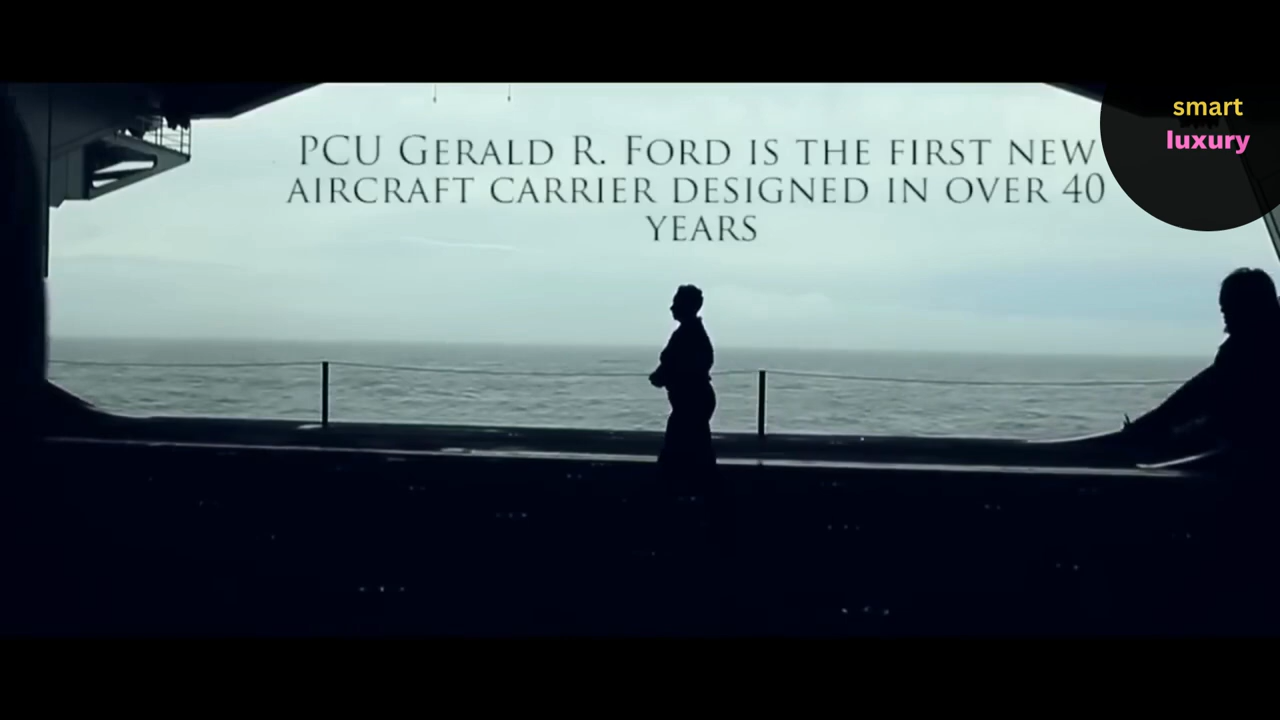 PCU GERALD R. FORD IS THE FIRST NEW
AIRCRAFT CARRIER DESIGNED IN OVER 40
YEARS
smart
luxury